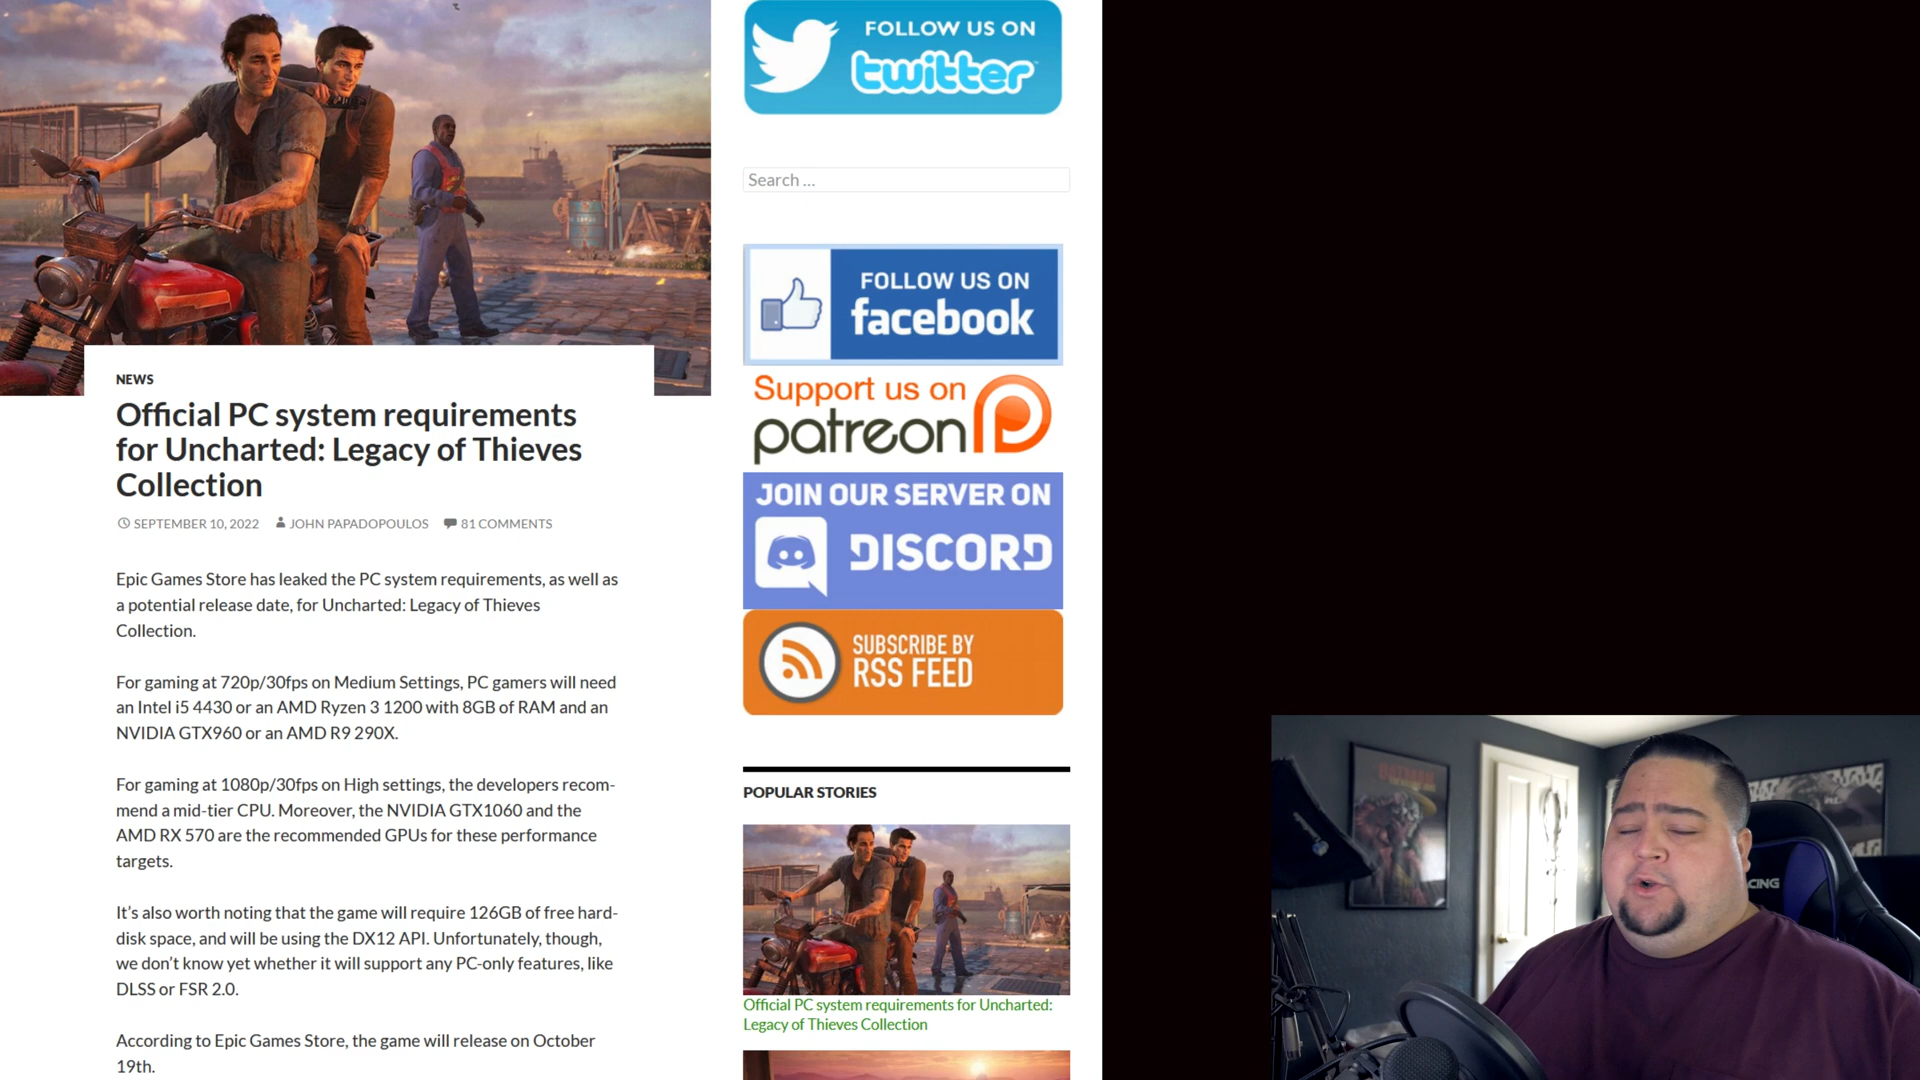 NEWS
Official PC system requirements
for Uncharted: Legacy of Thieves
Collection
SEPTEMBER 10, 2022 JOHN PAPADOPOULOS 81 COMMENTS
Epic Games Store has leaked the PC system requirements, as well as
a potential release date, for Uncharted: Legacy of Thieves
Collection.
For gaming at 720p/30fps on Medium Settings, PC gamers will need
an Intel i5 4430 or an AMD Ryzen 3 1200 with 8GB of RAM and an
NVIDIA GTX960 or an AMD R9 290X.
For gaming at 1080p/30fps on High settings, the developers recom-
mend a mid-tier CPU. Moreover, the NVIDIA GTX1060 and the
AMD RX 570 are the recommended GPUs for these performance
targets.
It's also worth noting that the game will require 126GB of free hard-
disk space, and will be using the DX12 API. Unfortunately, though,
we don't know yet whether it will support any PC-only features, like
DLSS or FSR 2.0.
According to Epic Games Store, the game will release on October
19th.
FOLLOW US ON
twitter
Search ...
FOLLOW US ON
facebook
Support us on
patreon
JOIN OUR SERVER ON
DISCORD
SUBSCRIBE BY
RSS FEED
POPULAR STORIES
Official PC system requirements for Uncharted:
Legacy of Thieves Collection
CING